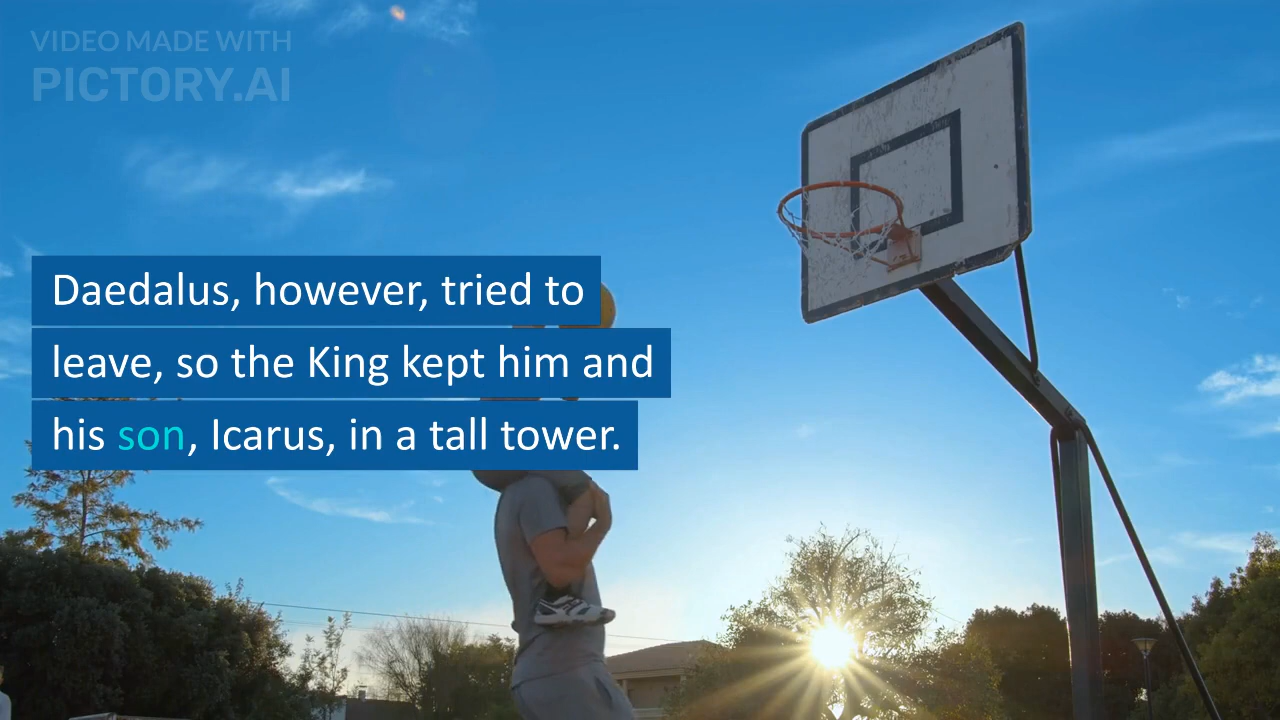 VIDEO MADE WITH
PICTORY.AI
Daedalus, however, tried to
leave, so the King kept him and
his son, Icarus, in a tall tower.